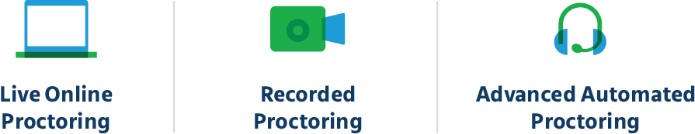 Live Online
Proctoring
Recorded
Proctoring
Advanced Automated
Proctoring